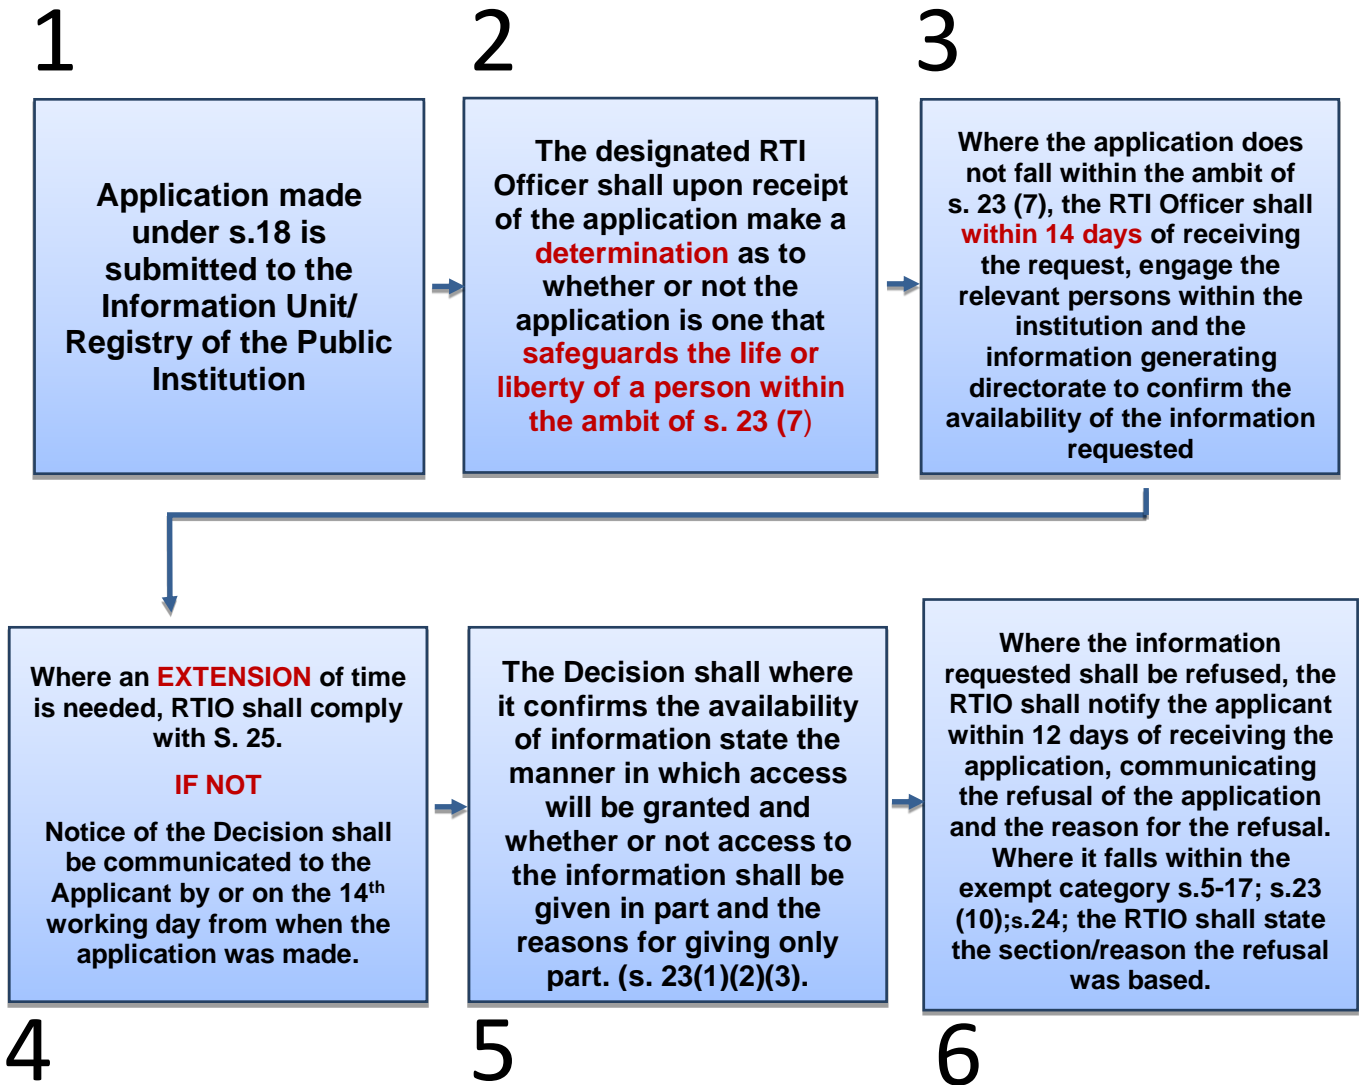 1
Application made
under s.18 is
submitted to the
Information Unit/
Registry of the Public
Institution
2
The designated RTI
Officer shall upon receipt
of the application make a
determination as to
whether or not the
application is one that
safeguards the life or
liberty of a person within
the ambit of s. 23 (7)
3
Where the application does
not fall within the ambit of
s. 23 (7), the RTI Officer shall
within 14 days of receiving
the request, engage the
relevant persons within the
institution and the
information generating
directorate to confirm the
availability of the information
requested
Where an EXTENSION of time
is needed, RTIO shall comply
with S. 25.
IF NOT
Notice of the Decision shall
be communicated to the
Applicant by or on the 14th
working day from when the
application was made.
4
The Decision shall where
it confirms the availability
of information state the
manner in which access
will be granted and
whether or not access to
the information shall be
given in part and the
reasons for giving only
part. (s. 23(1)(2)(3).
5
Where the information
requested shall be refused, the
RTIO shall notify the applicant
within 12 days of receiving the
application, communicating
the refusal of the application
and the reason for the refusal.
Where it falls within the
exempt category s.5-17; s.23
(10);s.24; the RTIO shall state
the section/reason the refusal
was based.
6